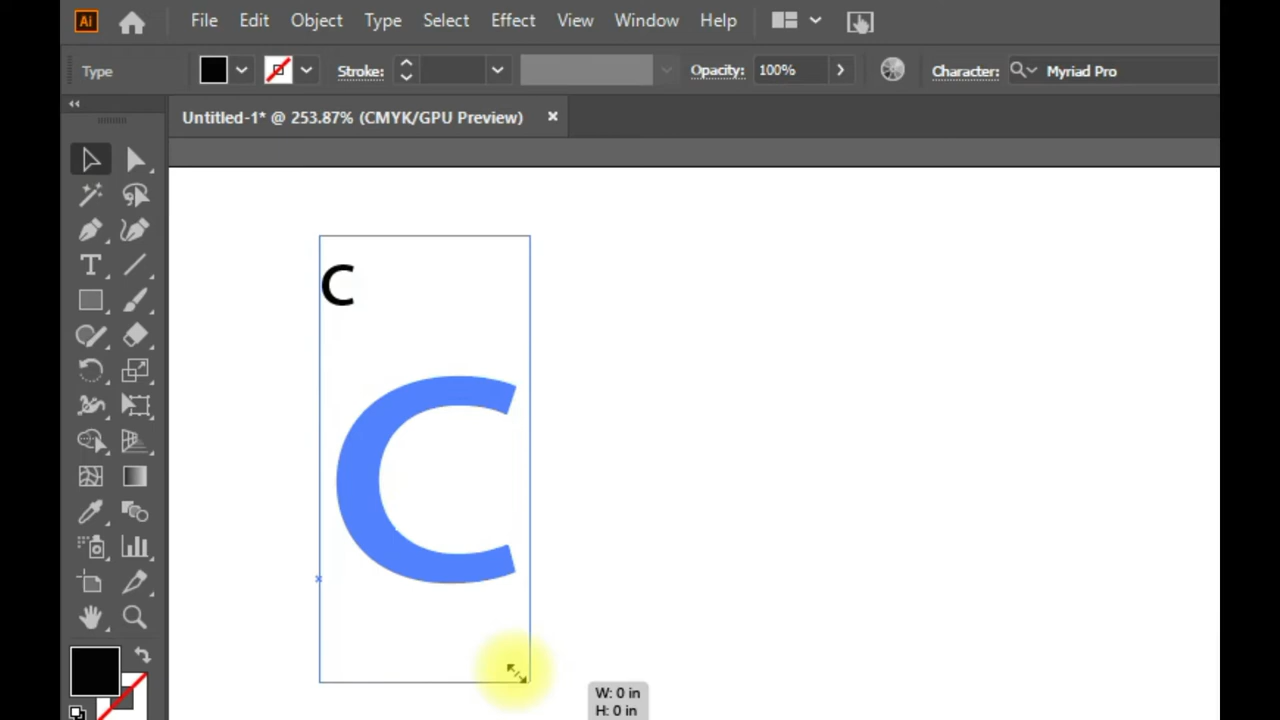 Ai File Edit Object Type Select Effect View Window Help
Type Stroke: Opacity: 100% Character: Myriad Pro
Untitled-1* @ 253.87% (CMYK/GPU Preview) ×
C
C
W: 0 in
H: 0 in